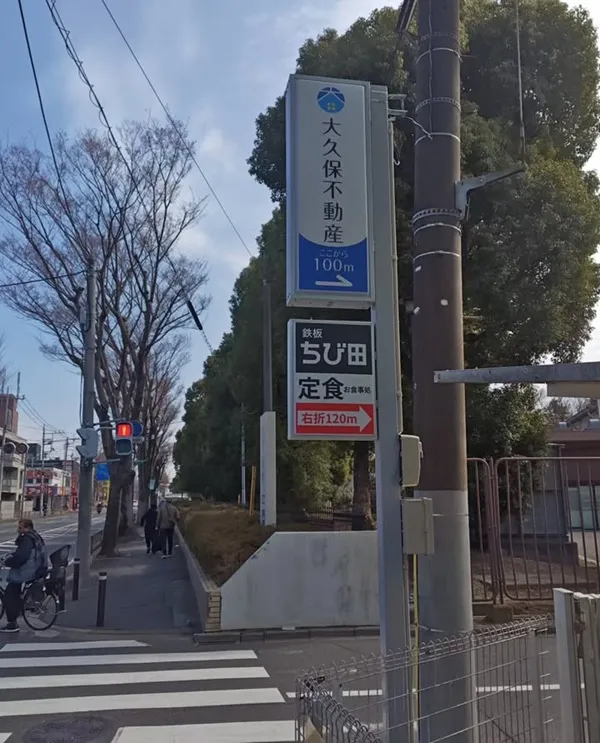 大久保不動産
ここから
100m
鉄板
ちび田
定食お食事処
右折120m